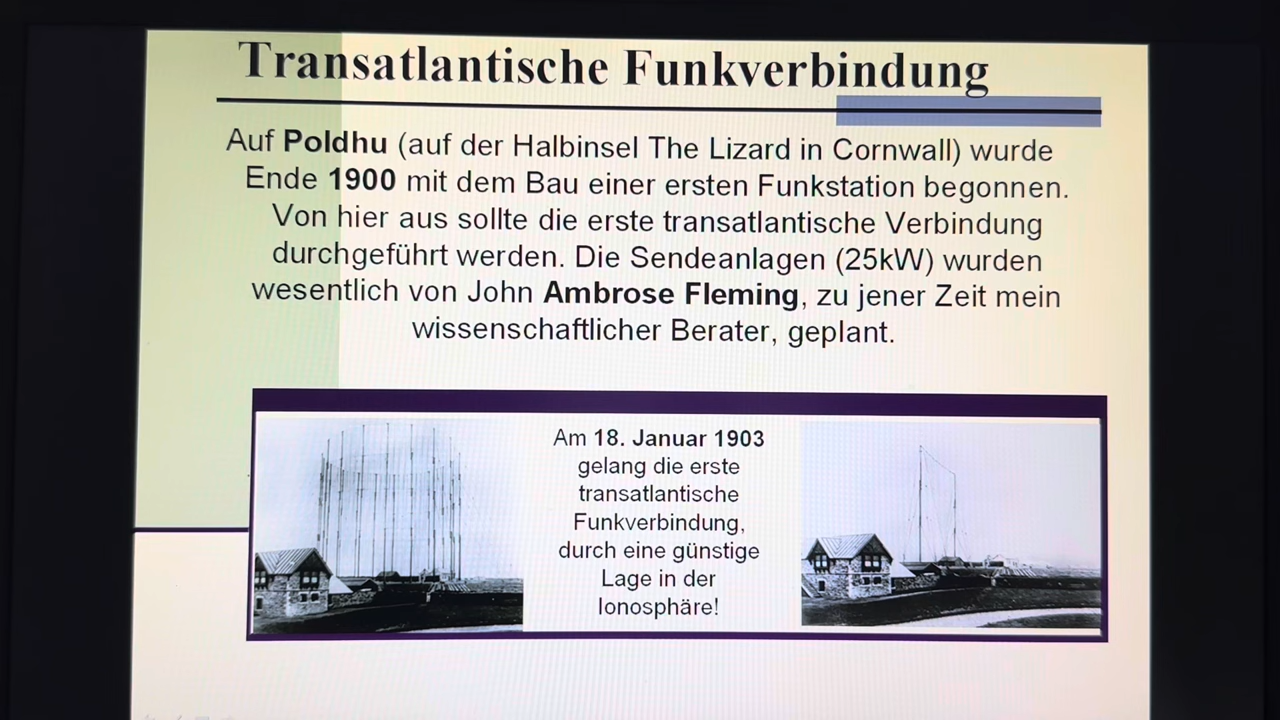 Transatlantische Funkverbindung
Auf Poldhu (auf der Halbinsel The Lizard in Cornwall) wurde
Ende 1900 mit dem Bau einer ersten Funkstation begonnen.
Von hier aus sollte die erste transatlantische Verbindung
durchgeführt werden. Die Sendeanlagen (25kW) wurden
wesentlich von John Ambrose Fleming, zu jener Zeit mein
wissenschaftlicher Berater, geplant.
Am 18. Januar 1903
gelang die erste
transatlantische
Funkverbindung,
durch eine günstige
Lage in der
Ionosphäre!